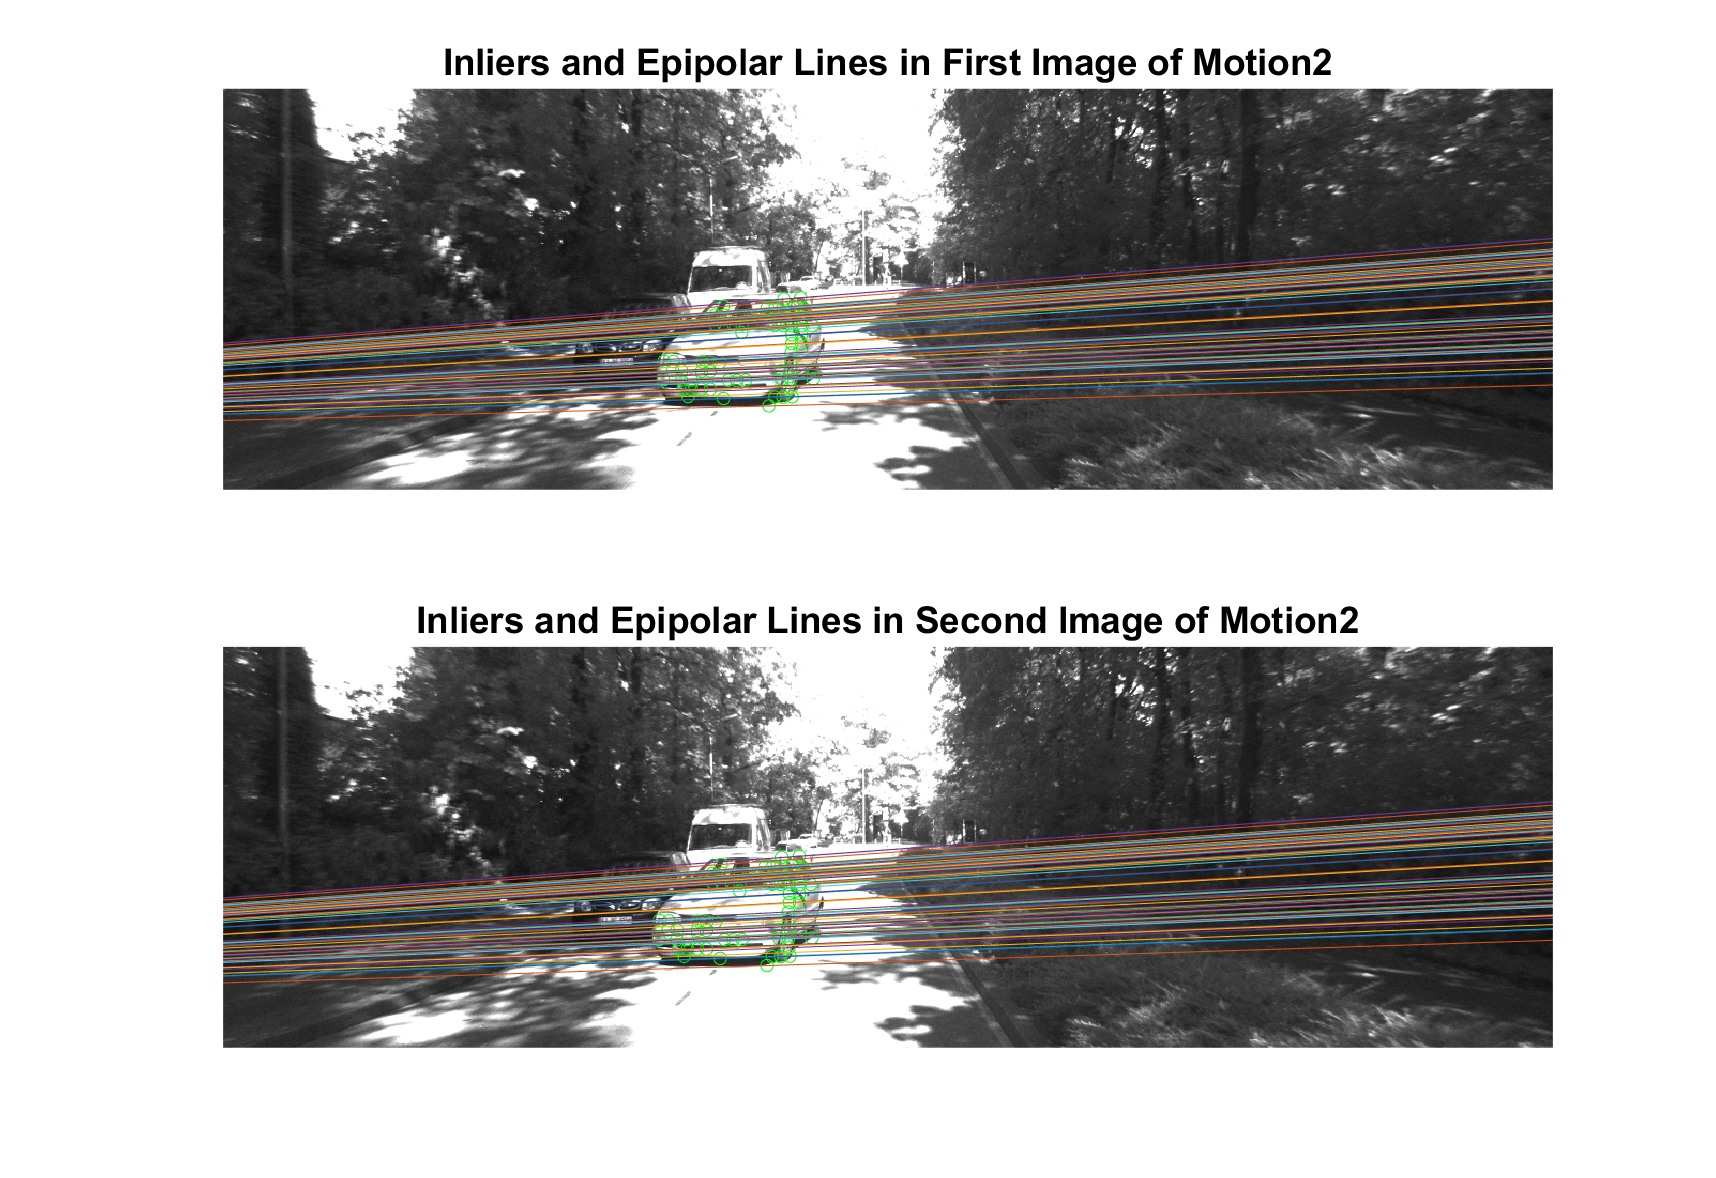 Inliers and Epipolar Lines in First Image of Motion2
Inliers and Epipolar Lines in Second Image of Motion2